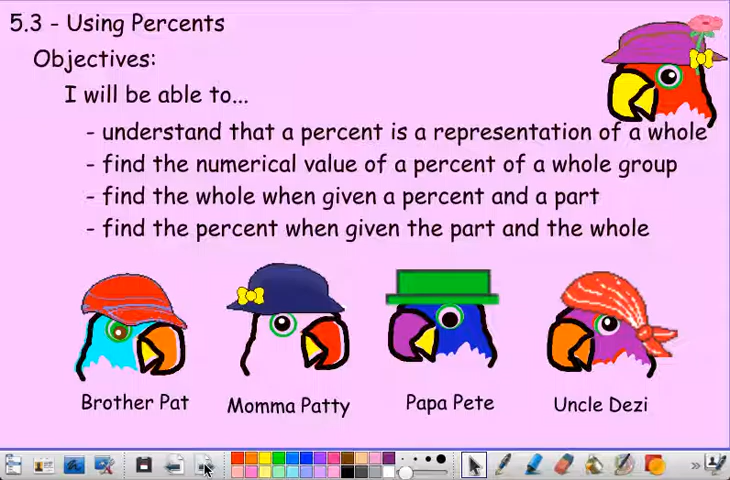 5.3 - Using Percents
Objectives:
I will be able to...
- understand that a percent is a representation of a whole
- find the numerical value of a percent of a whole group
- find the whole when given a percent and a part
- find the percent when given the part and the whole
Brother Pat Momma Patty Papa Pete Uncle Dezi